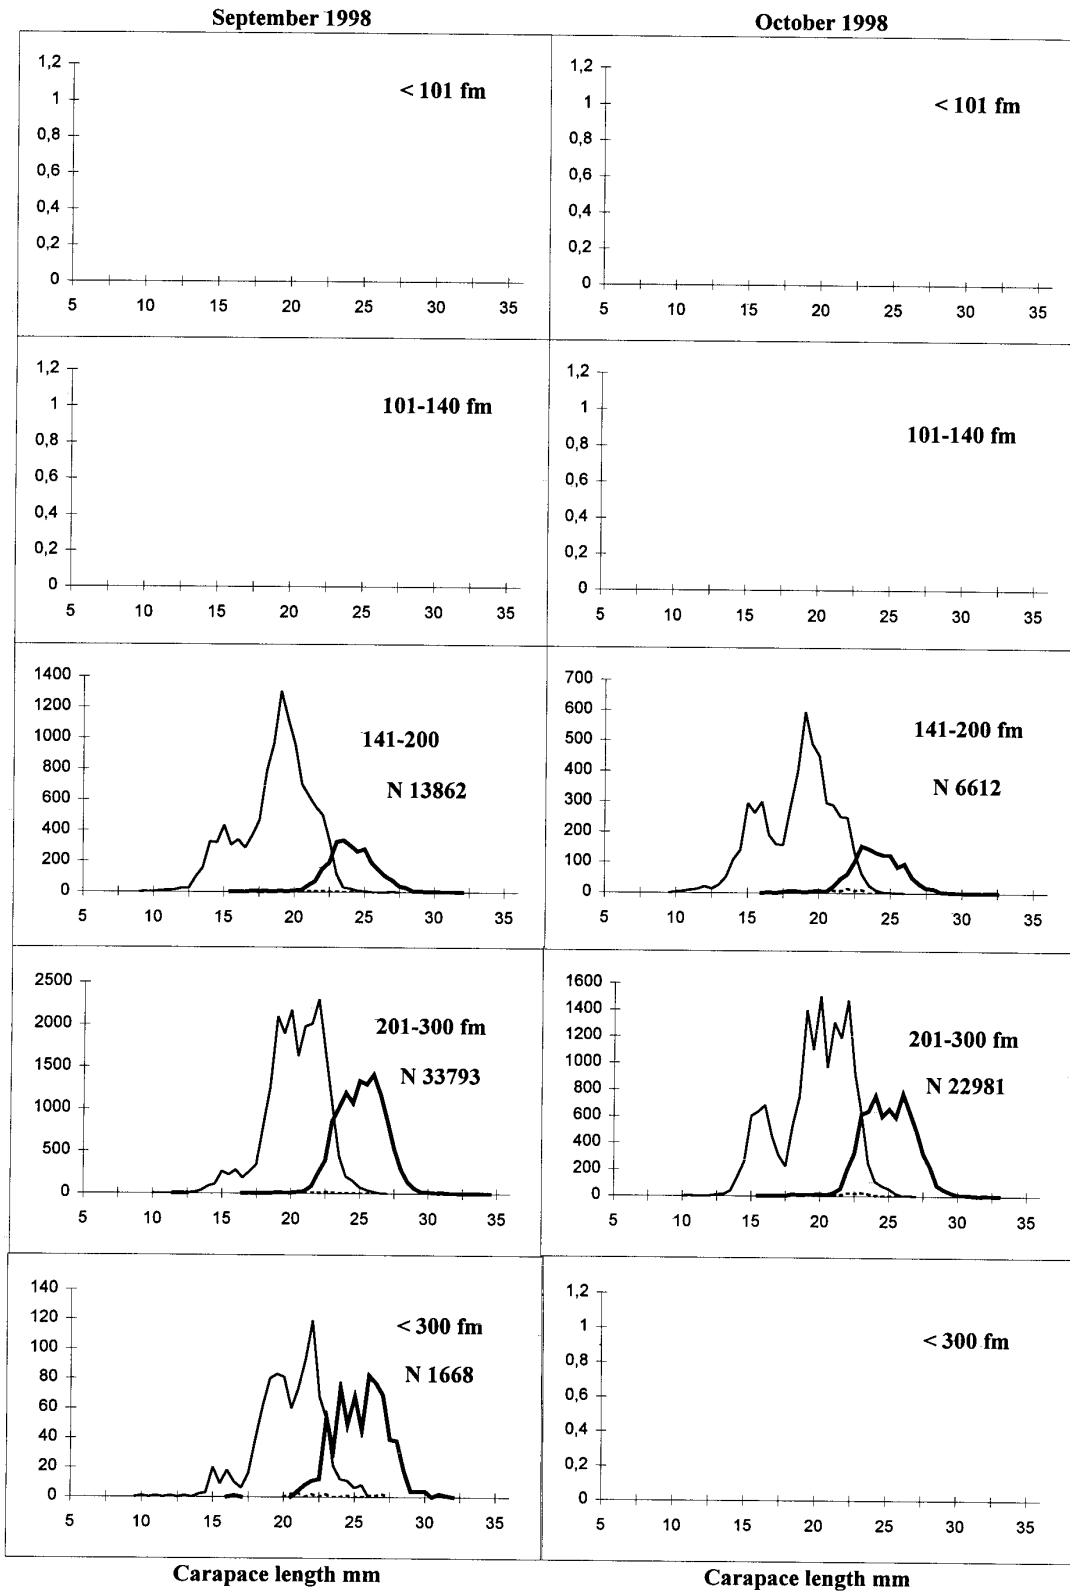 September 1998
October 1998
1,2
1
0,8
0,6
0,4
0,2
0
< 101 fm
5 10 15 20 25 30 35
1,2
1
0,8
0,6
0,4
0,2
0
< 101 fm
5 10 15 20 25 30 35
1,2
1
0,8
0,6
0,4
0,2
0
101-140 fm
5 10 15 20 25 30 35
1,2
1
0,8
0,6
0,4
0,2
0
101-140 fm
5 10 15 20 25 30 35
1400
1200
1000
800
600
400
200
0
141-200
N 13862
5 10 15 20 25 30 35
700
600
500
400
300
200
100
0
141-200 fm
N 6612
5 10 15 20 25 30 35
2500
2000
1500
1000
500
0
201-300 fm
N 33793
5 10 15 20 25 30 35
1600
1400
1200
1000
800
600
400
200
0
201-300 fm
N 22981
5 10 15 20 25 30 35
140
120
100
80
60
40
20
0
< 300 fm
N 1668
5 10 15 20 25 30 35
1,2
1
0,8
0,6
0,4
0,2
0
< 300 fm
5 10 15 20 25 30 35
Carapace length mm
Carapace length mm